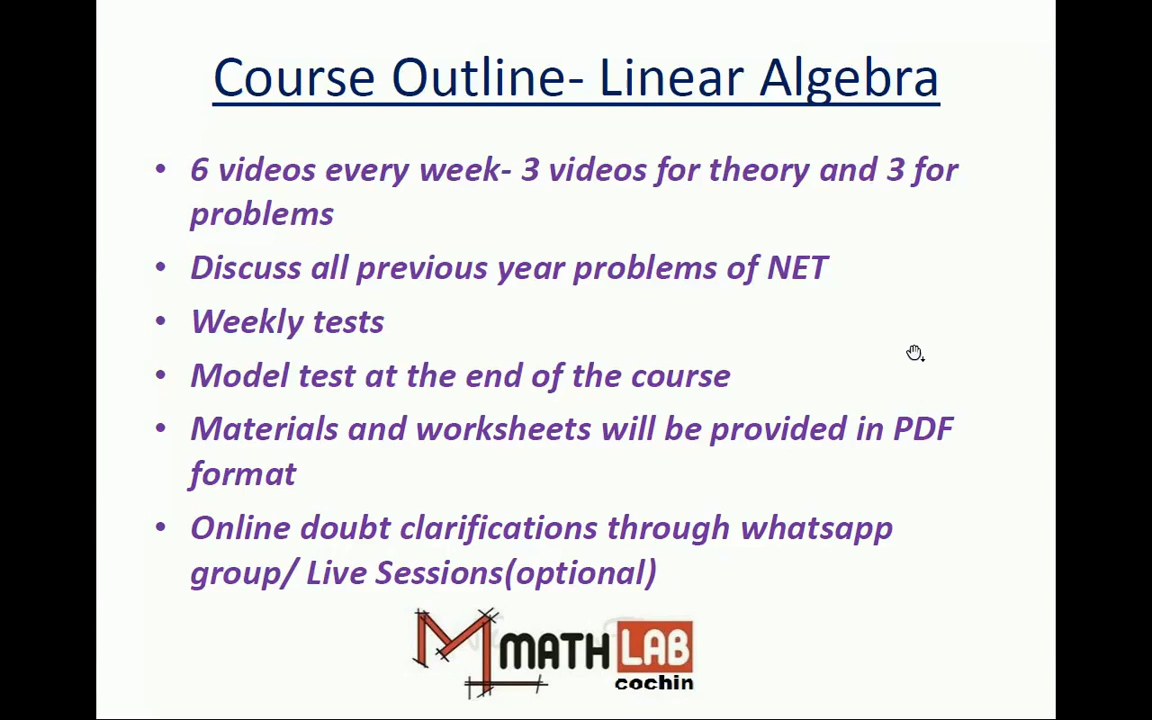 Course Outline- Linear Algebra
• 6 videos every week- 3 videos for theory and 3 for
problems
• Discuss all previous year problems of NET
• Weekly tests
• Model test at the end of the course
• Materials and worksheets will be provided in PDF
format
• Online doubt clarifications through whatsapp
group/ Live Sessions(optional)
M MATH LAB
cochin